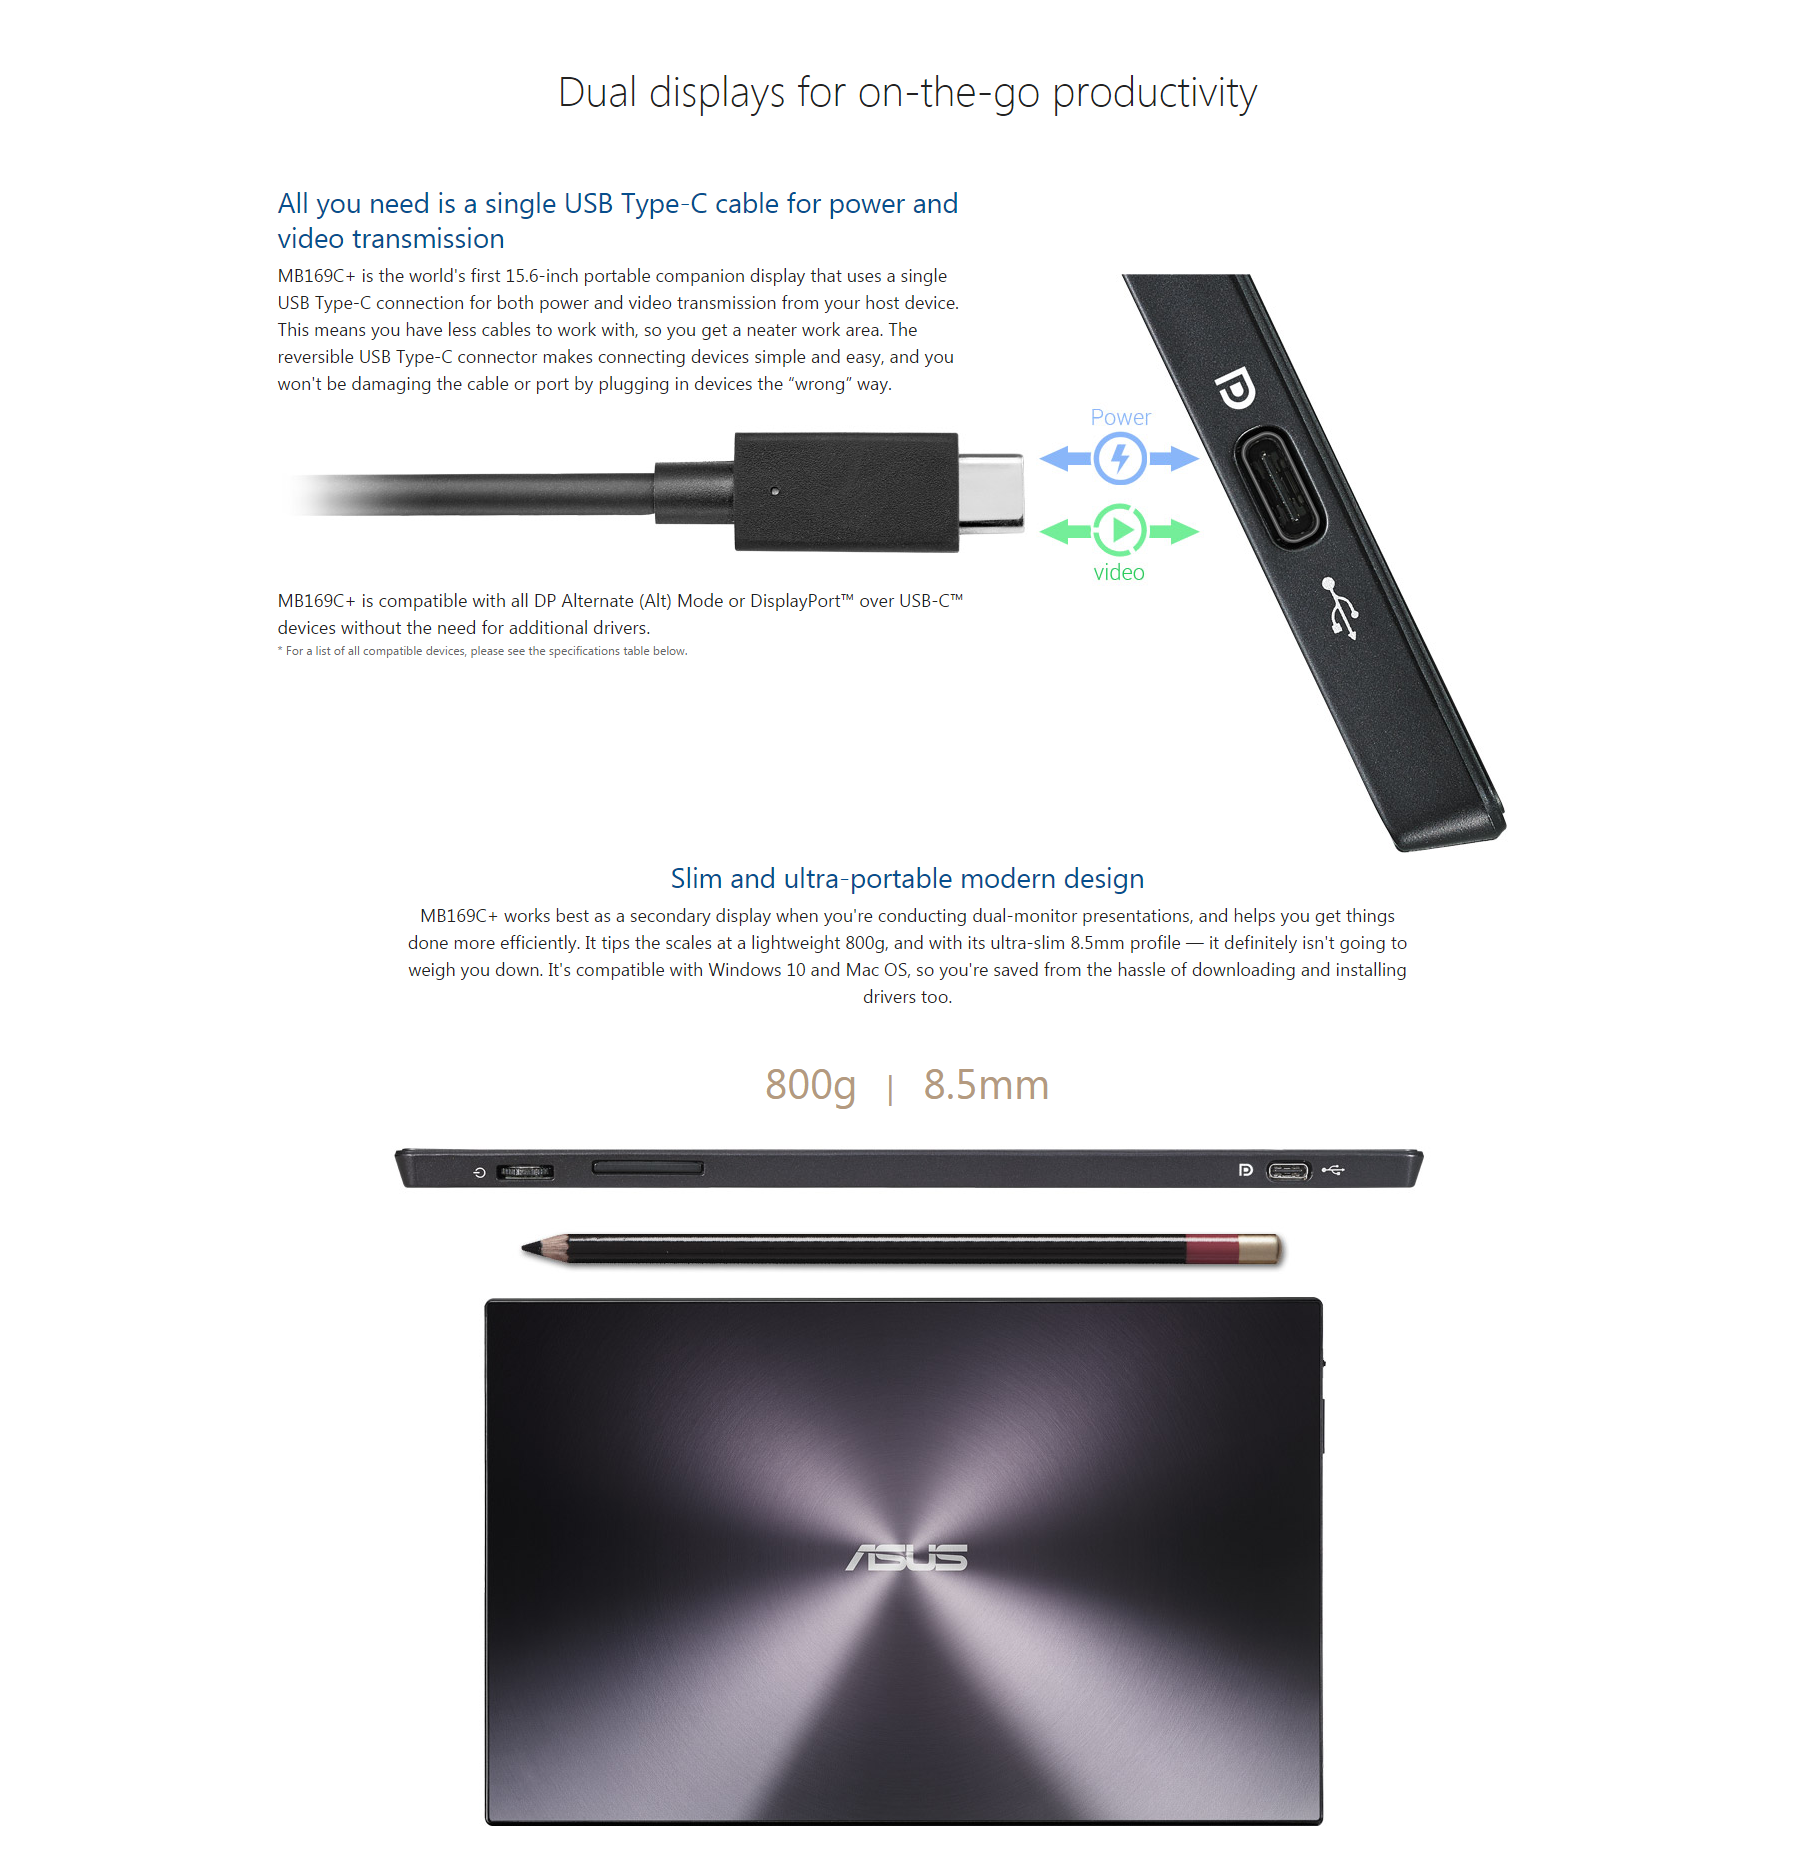 Dual displays for on-the-go productivity
All you need is a single USB Type-C cable for power and
video transmission
MB169C+ is the world's first 15.6-inch portable companion display that uses a single
USB Type-C connection for both power and video transmission from your host device.
This means you have less cables to work with, so you get a neater work area. The
reversible USB Type-C connector makes connecting devices simple and easy, and you
won't be damaging the cable or port by plugging in devices the “wrong” way.
Power
video
MB169C+ is compatible with all DP Alternate (Alt) Mode or DisplayPort™ over USB-C™
devices without the need for additional drivers.
* For a list of all compatible devices, please see the specifications table below.
Slim and ultra-portable modern design
MB169C+ works best as a secondary display when you're conducting dual-monitor presentations, and helps you get things
done more efficiently. It tips the scales at a lightweight 800g, and with its ultra-slim 8.5mm profile — it definitely isn't going to
weigh you down. It's compatible with Windows 10 and Mac OS, so you're saved from the hassle of downloading and installing
drivers too.
800g | 8.5mm
ASUS